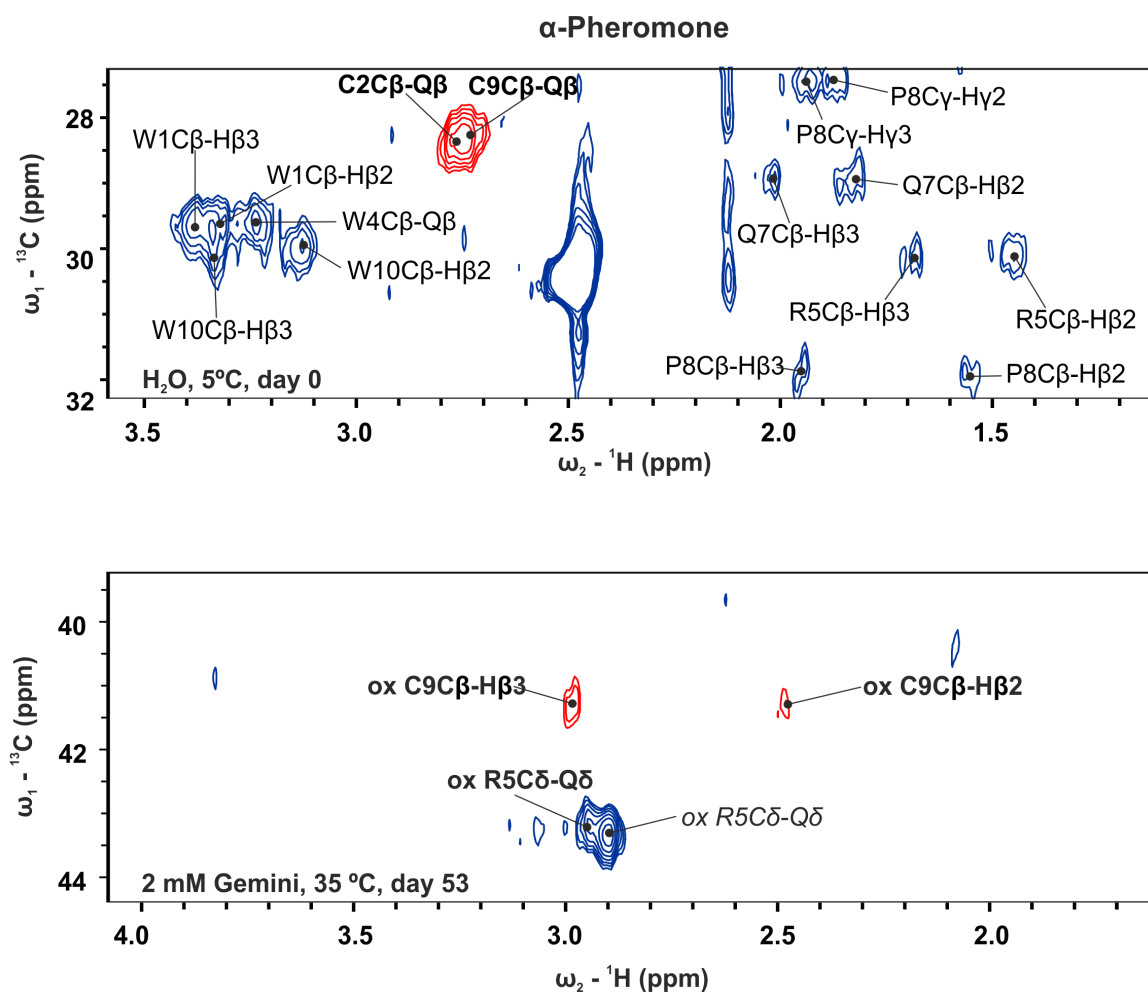 α-Pheromone
C2Cβ-Qβ C9Cβ-Qβ
P8Cγ-Hγ2
28
P8Cγ-Hγ3
W1Cβ-Hβ3
W1Cβ-Hβ2
Q7Cβ-Hβ2
W4Cβ-Qβ
Q7Cβ-Hβ3
30
W10Cβ-Hβ2
R5Cβ-Hβ3
R5Cβ-Hβ2
W10Cβ-Hβ3
P8Cβ-Hβ3
P8Cβ-Hβ2
H₂O, 5ºC, day 0
32
ω₁ - ¹³C (ppm)
3.5 3.0 2.5 2.0 1.5
ω₂ - ¹H (ppm)
40
ox C9Cβ-Hβ3
ox C9Cβ-Hβ2
42
ox R5Cδ-Qδ
ox R5Cδ-Qδ
44
2 mM Gemini, 35 ºC, day 53
ω₁ - ¹³C (ppm)
4.0 3.5 3.0 2.5 2.0
ω₂ - ¹H (ppm)